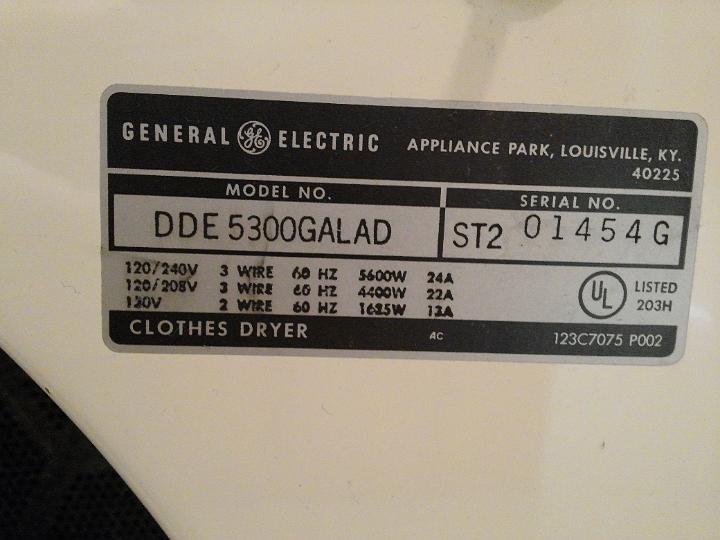 GENERAL GE ELECTRIC APPLIANCE PARK, LOUISVILLE, KY.
40225
MODEL NO. SERIAL NO.
DDE 5300GALAD ST2 01454G
120/240V 3 WIRE 60 HZ 5600W 24A
120/208V 3 WIRE 60 HZ 4400W 22A
120V 2 WIRE 60 HZ 1625W 13A
UL LISTED
203H
CLOTHES DRYER AC 123C7075 P002